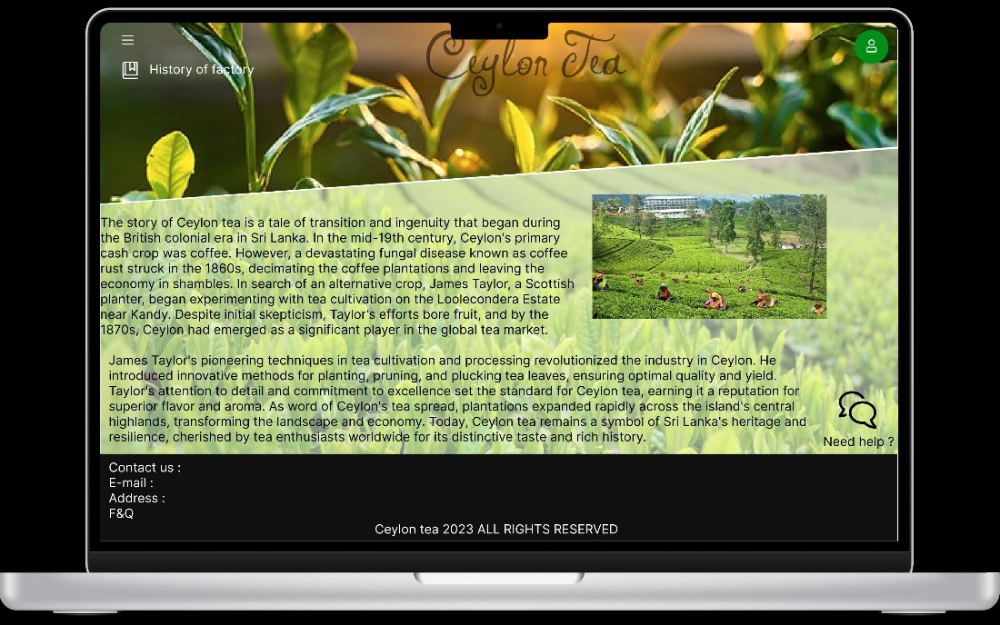 Ceylon Tea
History of factory
The story of Ceylon tea is a tale of transition and ingenuity that began during
the British colonial era in Sri Lanka. In the mid-19th century, Ceylon's primary
cash crop was coffee. However, a devastating fungal disease known as coffee
rust struck in the 1860s, decimating the coffee plantations and leaving the
economy in shambles. In search of an alternative crop, James Taylor, a Scottish
planter, began experimenting with tea cultivation on the Loolecondera Estate
near Kandy. Despite initial skepticism, Taylor's efforts bore fruit, and by the
1870s, Ceylon had emerged as a significant player in the global tea market.
James Taylor's pioneering techniques in tea cultivation and processing revolutionized the industry in Ceylon. He
introduced innovative methods for planting, pruning, and plucking tea leaves, ensuring optimal quality and yield.
Taylor's attention to detail and commitment to excellence set the standard for Ceylon tea, earning it a reputation for
superior flavor and aroma. As word of Ceylon's tea spread, plantations expanded rapidly across the island's central
highlands, transforming the landscape and economy. Today, Ceylon tea remains a symbol of Sri Lanka's heritage and
resilience, cherished by tea enthusiasts worldwide for its distinctive taste and rich history.
Need help ?
Contact us :
E-mail :
Address :
F&Q
Ceylon tea 2023 ALL RIGHTS RESERVED